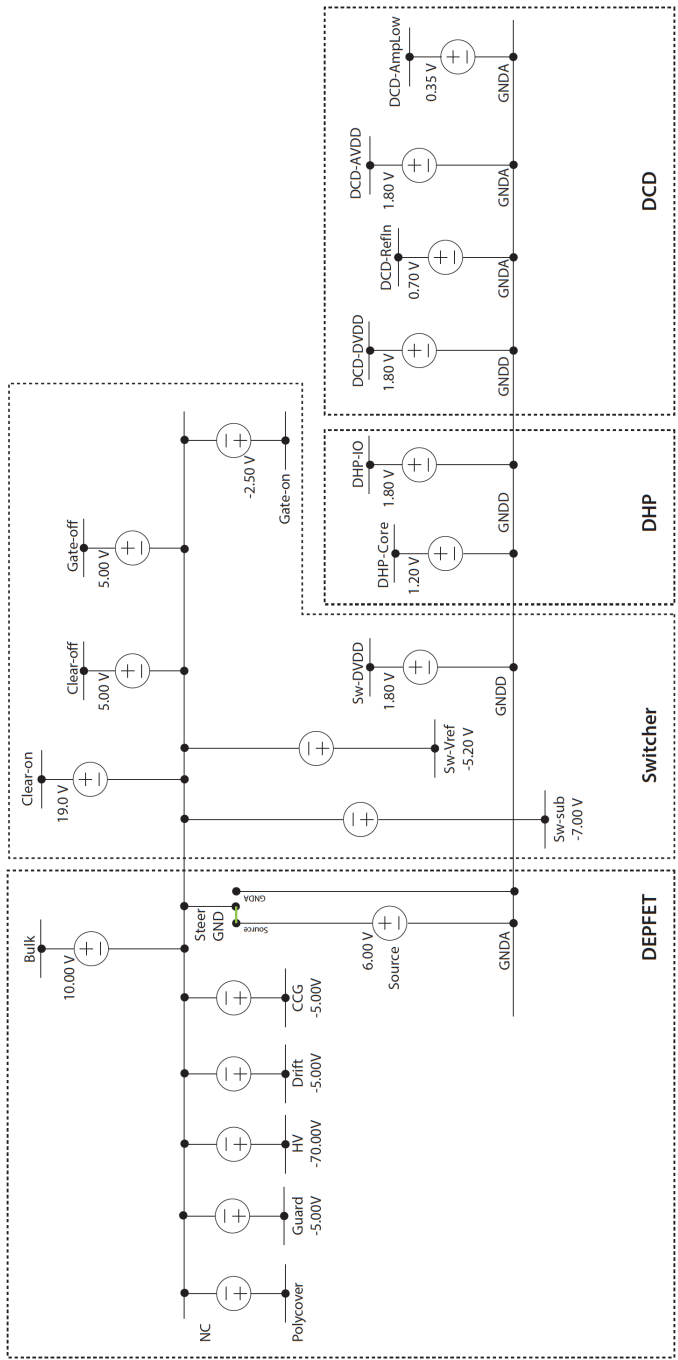 NC
Polycover
Guard
-5.00V
HV
-70.00V
Drift
-5.00V
CCG
-5.00V
Bulk
10.00 V
Steer
GND
Source
GNDA
6.00 V
Source
GNDA
DEPFET
Clear-on
19.0 V
Clear-off
5.00 V
Gate-off
5.00 V
-2.50 V
Gate-on
Sw-sub
-7.00 V
Sw-Vref
-5.20 V
Sw-DVDD
1.80 V
GNDD
Switcher
DHP-Core
1.20 V
DHP-IO
1.80 V
GNDD
DHP
DCD-DVDD
1.80 V
GNDD
DCD-RefIn
0.70 V
GNDA
DCD-AVDD
1.80 V
GNDA
DCD-AmpLow
0.35 V
GNDA
DCD